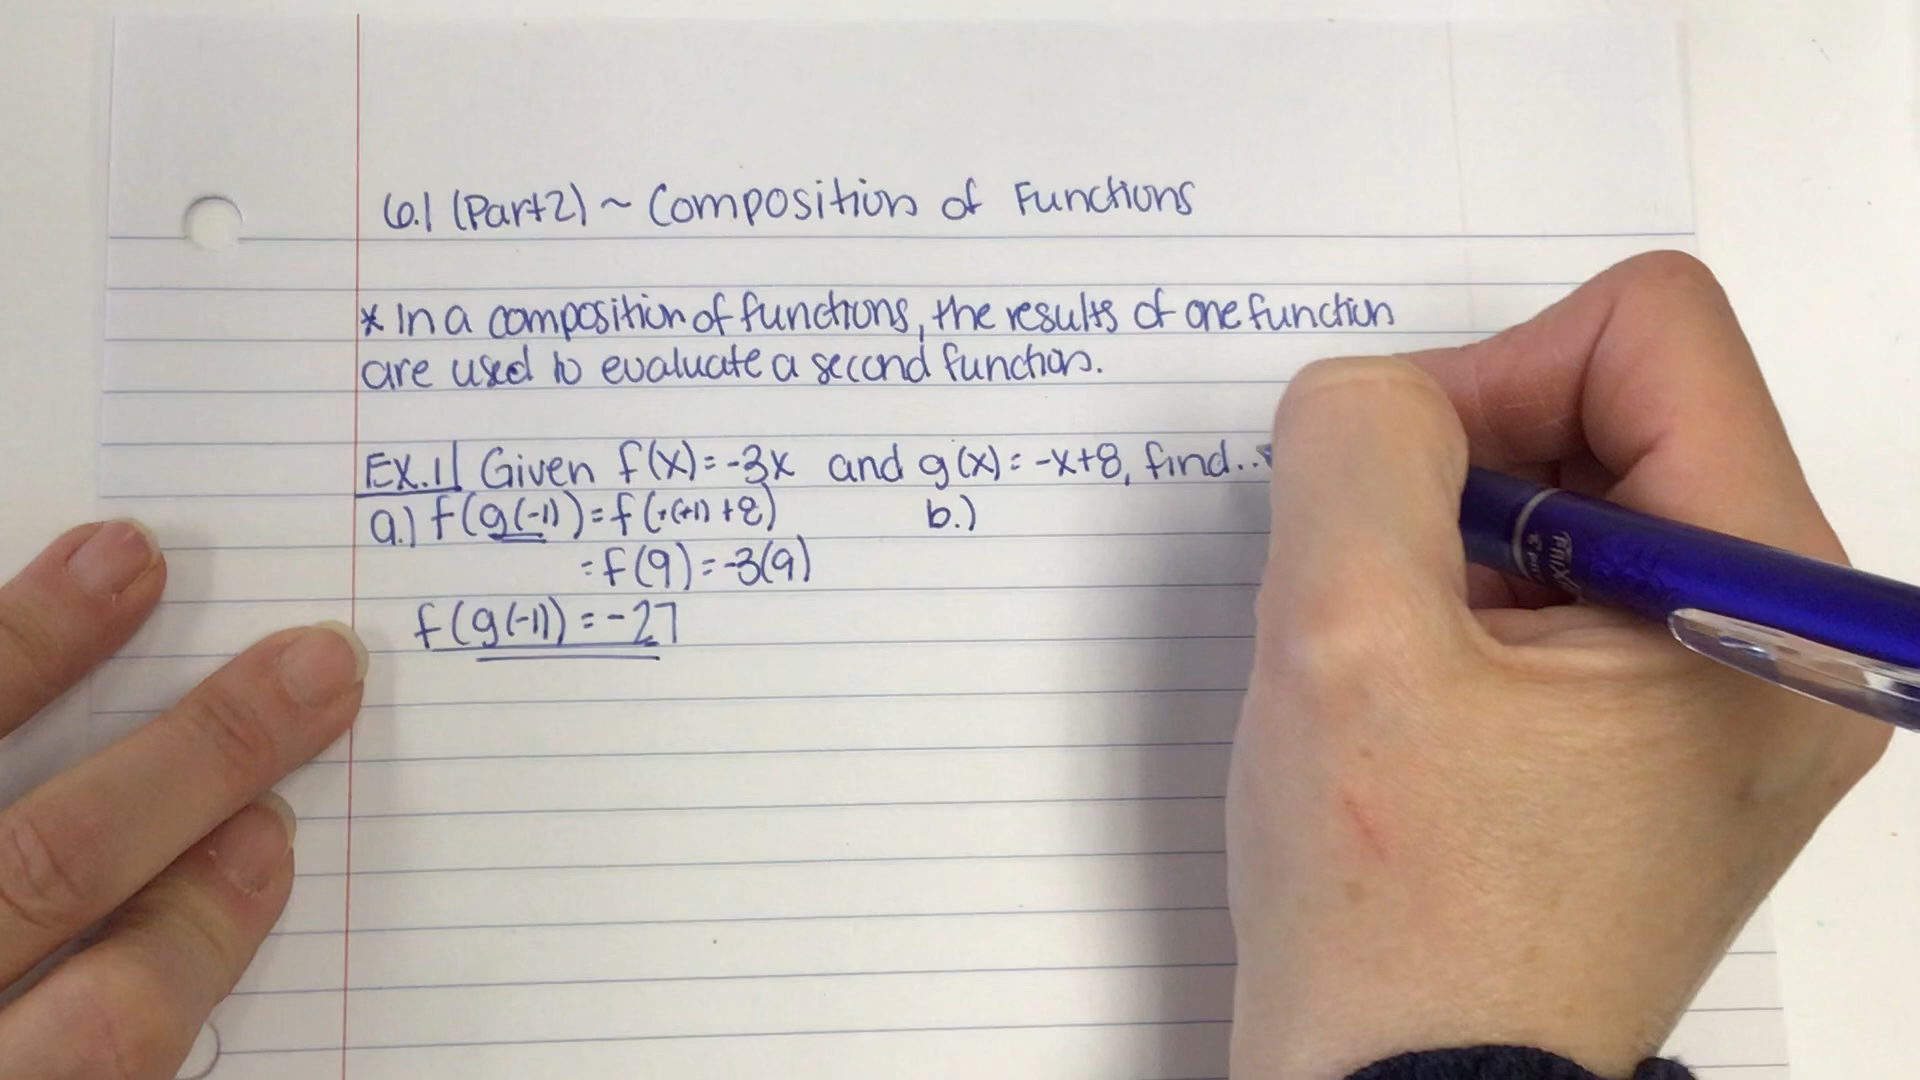 6.1 (Part 2) ~ Composition of Functions
* In a composition of functions, the results of one function
are used to evaluate a second function.
EX.1| Given f(x) = -3x and g(x) = -x+8, find..
a.) f(g(-1)) = f(-(-1) +8) b.)
= f(9) = -3(9)
f(g(-1)) = -27